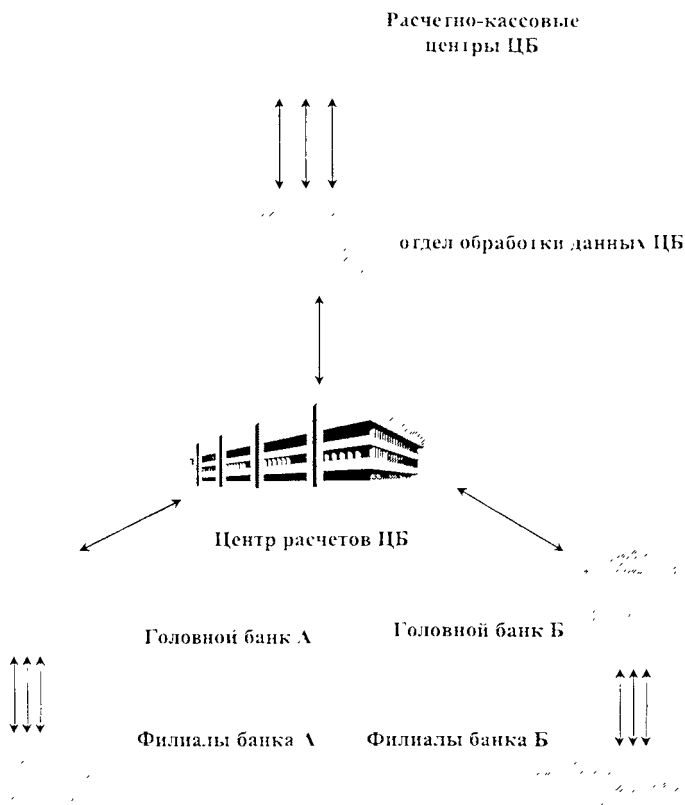 Расчетно-кассовые
центры ЦБ
отдел обработки данных ЦБ
Центр расчетов ЦБ
Головной банк А
Головной банк Б
Филиалы банка А
Филиалы банка Б